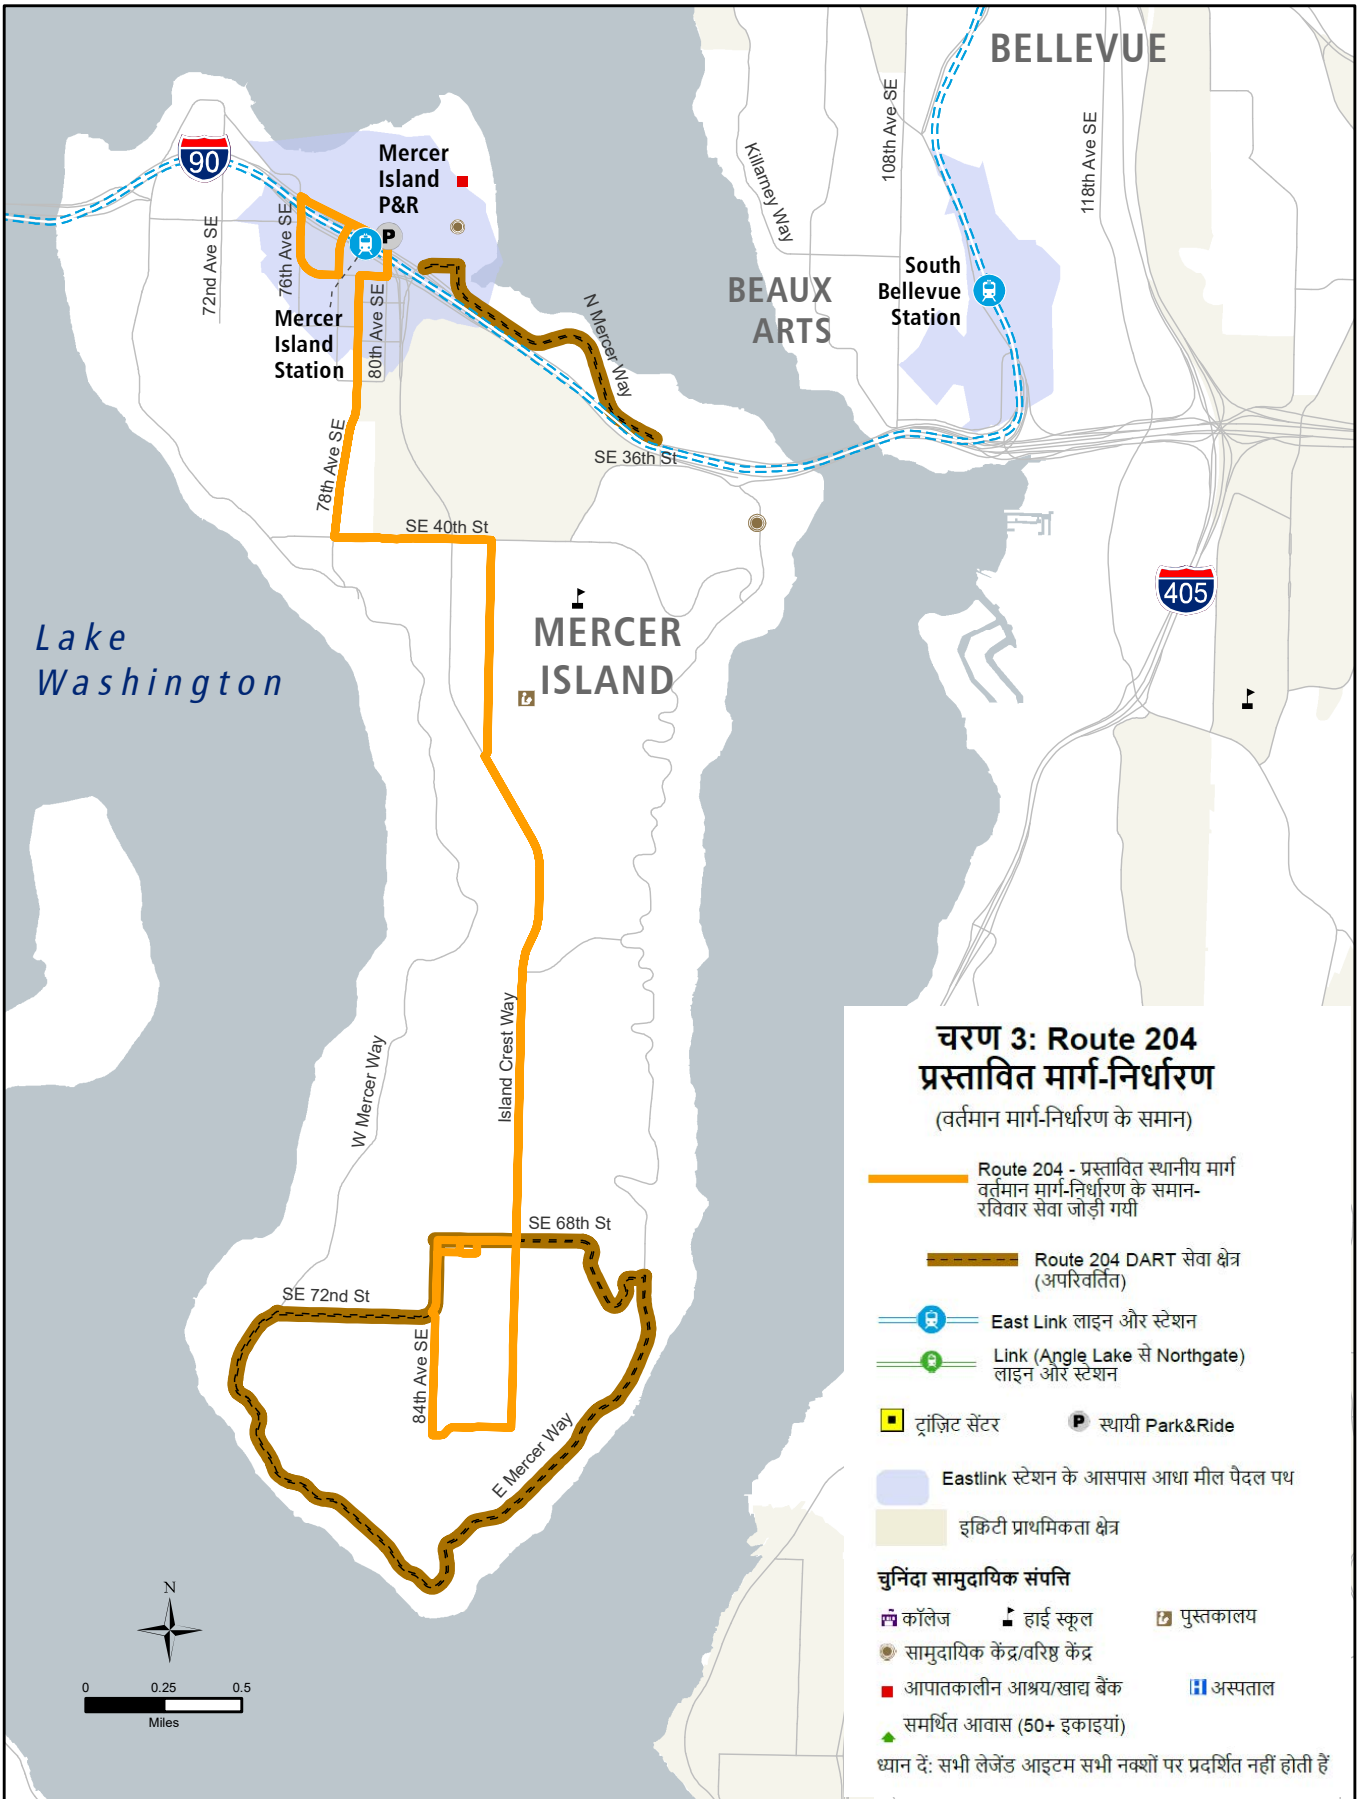 BELLEVUE
90
Mercer
Island
P&R
P
72nd Ave SE
76th Ave SE
80th Ave SE
Mercer
Island
Station
78th Ave SE
N Mercer Way
Killarney Way
108th Ave SE
118th Ave SE
BEAUX
ARTS
South
Bellevue
Station
SE 36th St
SE 40th St
405
MERCER
ISLAND
Lake
Washington
W Mercer Way
Island Crest Way
SE 68th St
SE 72nd St
84th Ave SE
E Mercer Way
N
0 0.25 0.5
Miles
चरण 3: Route 204
प्रस्तावित मार्ग-निर्धारण
(वर्तमान मार्ग-निर्धारण के समान)
Route 204 - प्रस्तावित स्थानीय मार्ग
वर्तमान मार्ग-निर्धारण के समान-
रविवार सेवा जोड़ी गयी
Route 204 DART सेवा क्षेत्र
(अपरिवर्तित)
East Link लाइन और स्टेशन
Link (Angle Lake से Northgate)
लाइन और स्टेशन
ट्रांज़िट सेंटर
P स्थायी Park&Ride
Eastlink स्टेशन के आसपास आधा मील पैदल पथ
इक्विटी प्राथमिकता क्षेत्र
चुनिंदा सामुदायिक संपत्ति
कॉलेज हाई स्कूल पुस्तकालय
सामुदायिक केंद्र/वरिष्ठ केंद्र
आपातकालीन आश्रय/खाद्य बैंक H अस्पताल
समर्थित आवास (50+ इकाइयां)
ध्यान दें: सभी लेजेंड आइटम सभी नक्शों पर प्रदर्शित नहीं होती हैं